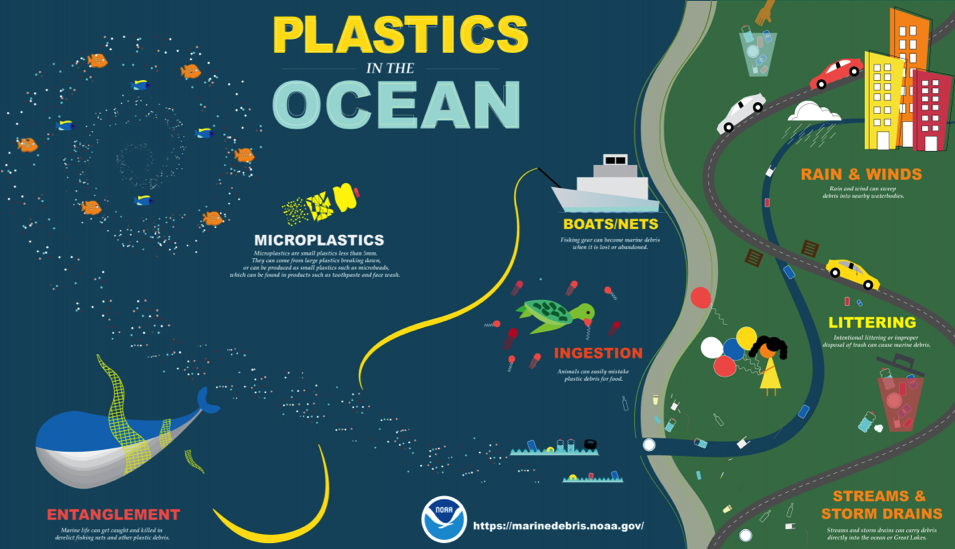 PLASTICS
IN THE
OCEAN
MICROPLASTICS
Microplastics are small plastics less than 5mm.
They can come from large plastics breaking down,
or can be produced as small plastics such as microbeads,
which can be found in products such as toothpaste and face wash.
BOATS/NETS
Fishing gear can become marine debris
when it is lost or abandoned.
RAIN & WINDS
Rain and wind can sweep
debris into nearby waterbodies.
INGESTION
Animals can easily mistake
plastic debris for food.
LITTERING
Intentional littering or improper
disposal of trash can cause marine debris.
ENTANGLEMENT
Marine life can get caught and killed in
derelict fishing nets and other plastic debris.
NOAA
https://marinedebris.noaa.gov/
STREAMS &
STORM DRAINS
Streams and storm drains can carry debris
directly into the ocean or Great Lakes.